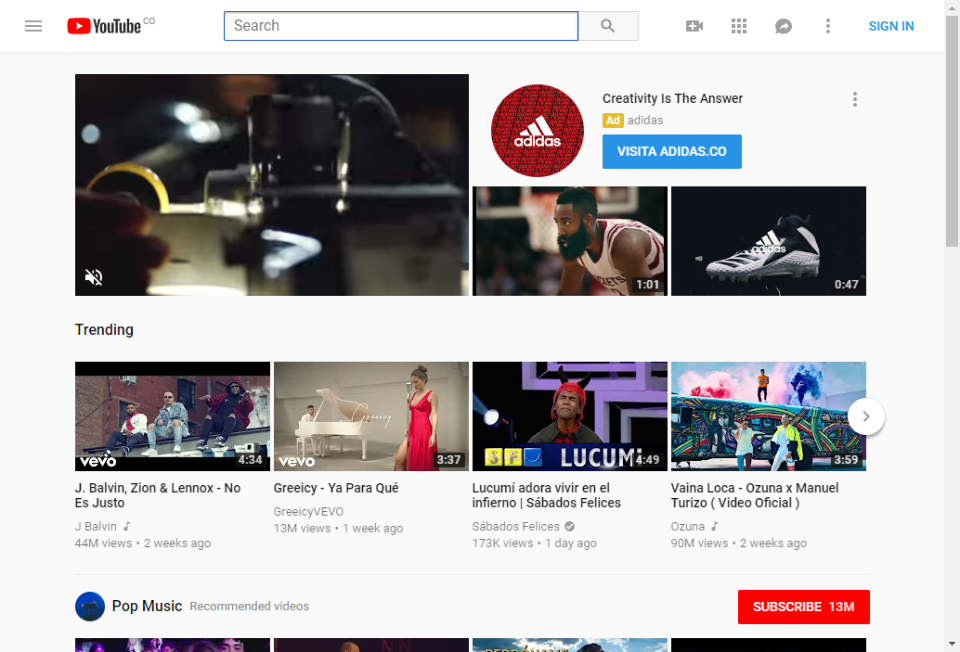 YouTube CO
Search
SIGN IN
Creativity Is The Answer
Ad adidas
VISITA ADIDAS.CO
adidas
adidas
1:01
0:47
Trending
vevo
4:34
Greeicy
vevo
3:37
LUCUMÍ
4:49
3:59
J. Balvin, Zion & Lennox - No
Es Justo
J Balvin
44M views • 2 weeks ago
Greeicy - Ya Para Qué
GreeicyVEVO
13M views • 1 week ago
Lucumí adora vivir en el
infierno | Sábados Felices
Sábados Felices
173K views • 1 day ago
Vaina Loca - Ozuna x Manuel
Turizo ( Video Oficial )
Ozuna
90M views • 2 weeks ago
Pop Music Recommended videos
SUBSCRIBE 13M